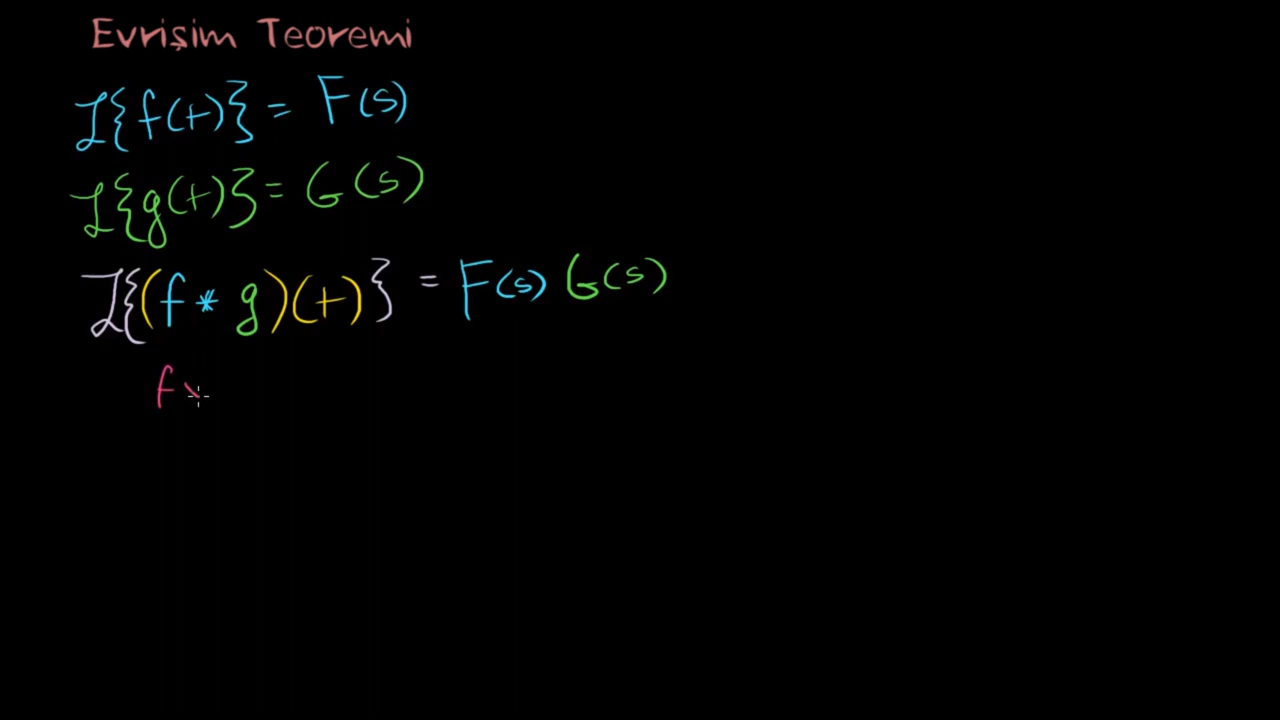 Evrişim Teoremi
ℒ{f(t)} = F(s)
ℒ{g(t)} = G(s)
ℒ{(f * g)(t)} = F(s) G(s)
f